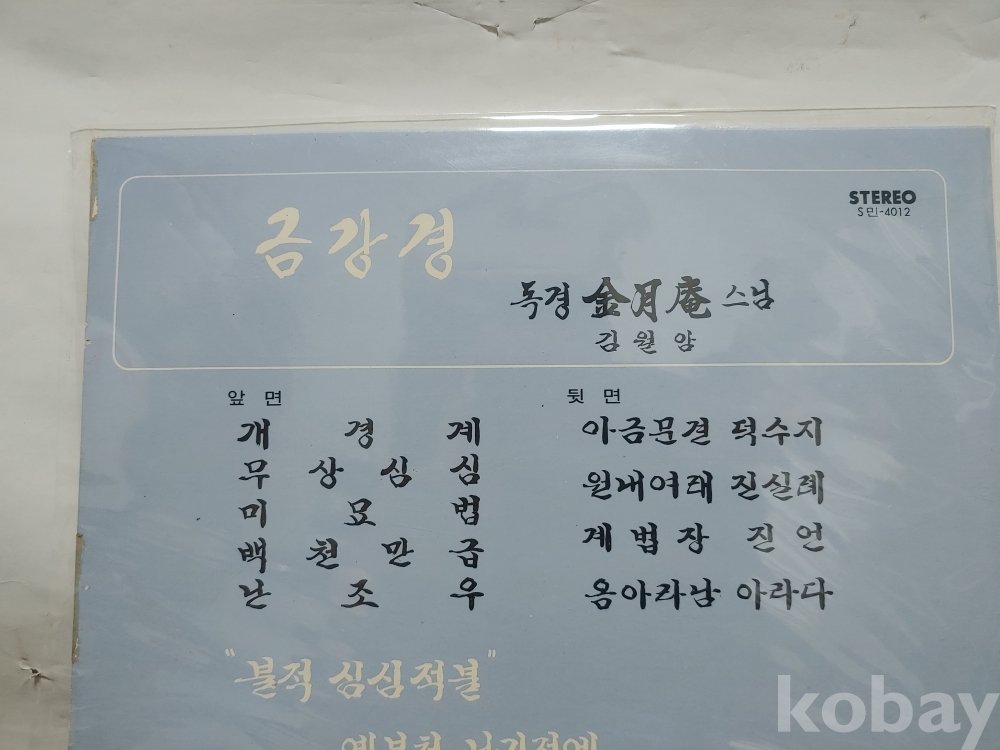 STEREO
S민-4012
금강경
독경 金月庵 스님
김월암
앞면
개경계
무상심심
미묘법
백천만급
난조우
뒷면
아금문견 덕수지
원내여래 진실례
계법장 진언
옴아라남 아라다
"불적 심심적불"
kobay